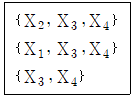 {X₂, X₃, X₄}
{X₁, X₃, X₄}
{X₃, X₄}